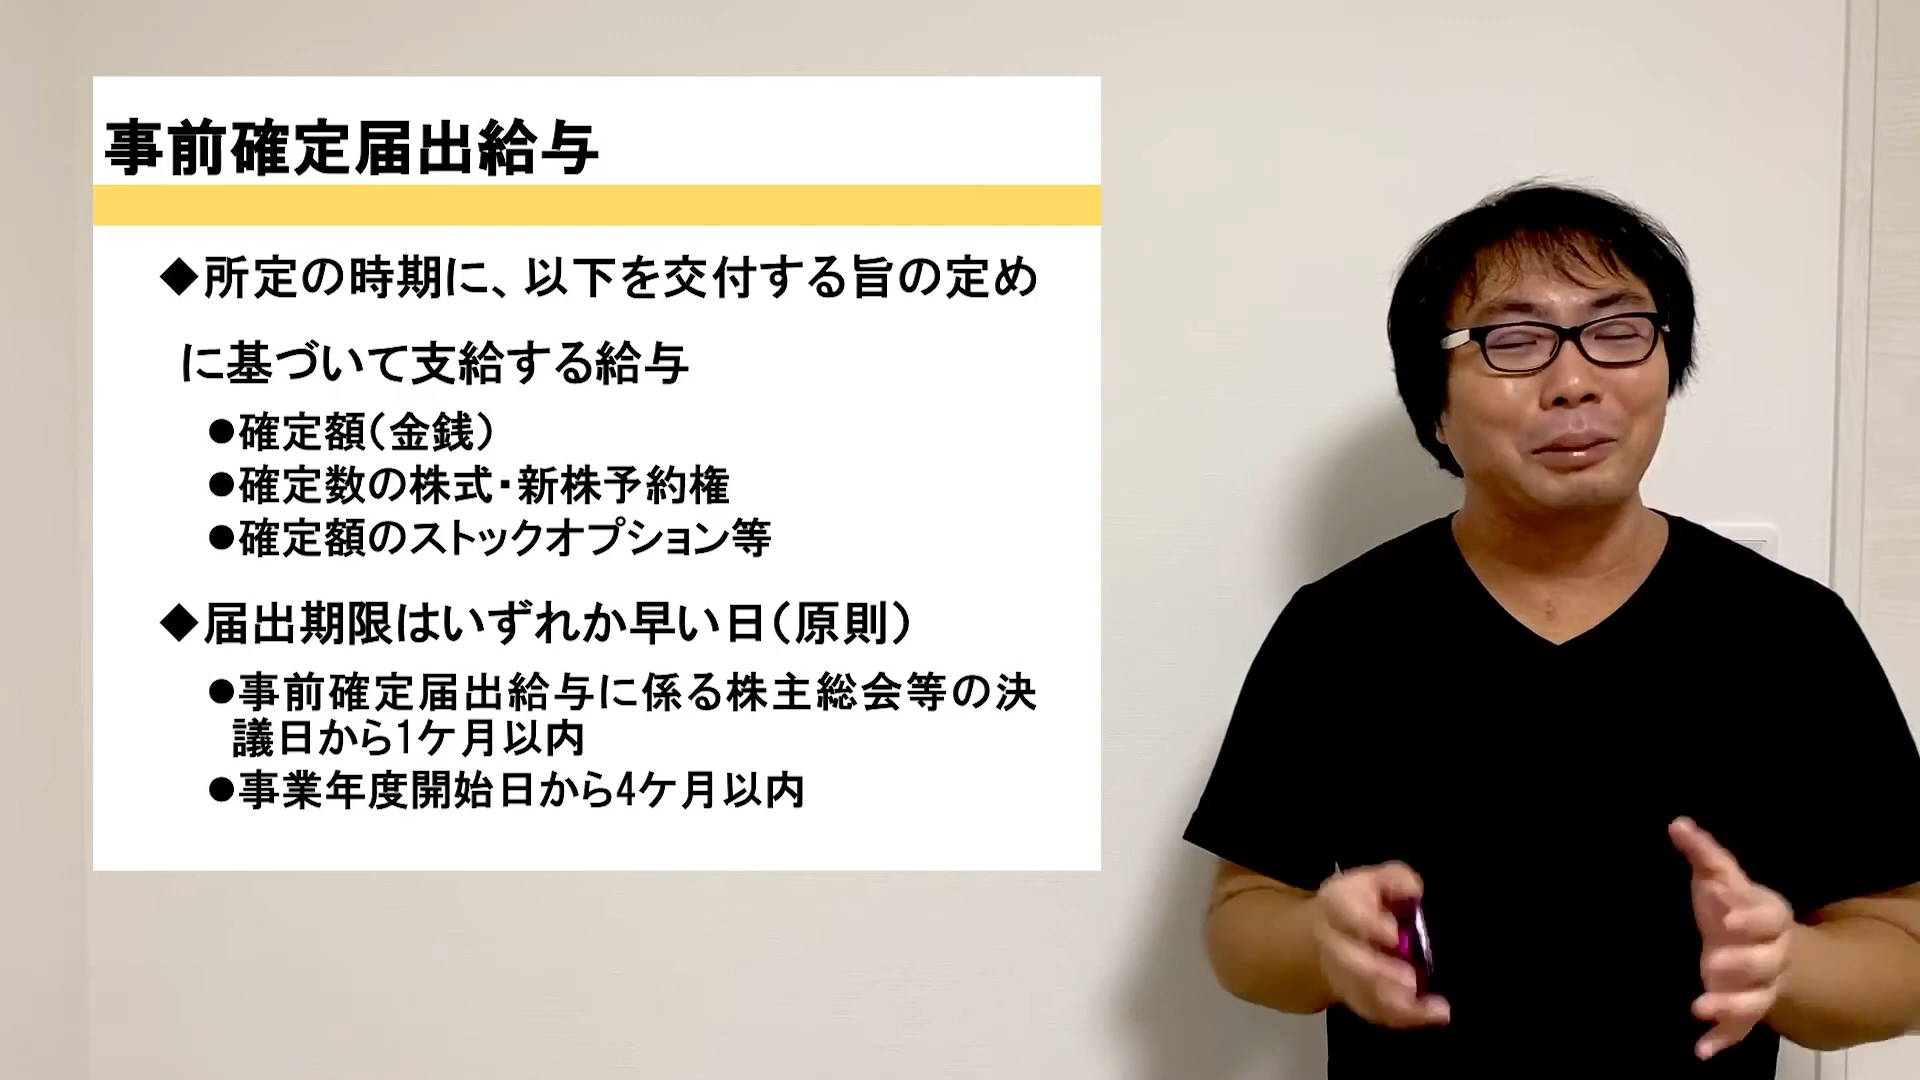 事前確定届出給与
◆所定の時期に、以下を交付する旨の定め
に基づいて支給する給与
●確定額（金銭）
●確定数の株式・新株予約権
●確定額のストックオプション等
◆届出期限はいずれか早い日（原則）
●事前確定届出給与に係る株主総会等の決
議日から1ケ月以内
●事業年度開始日から4ケ月以内